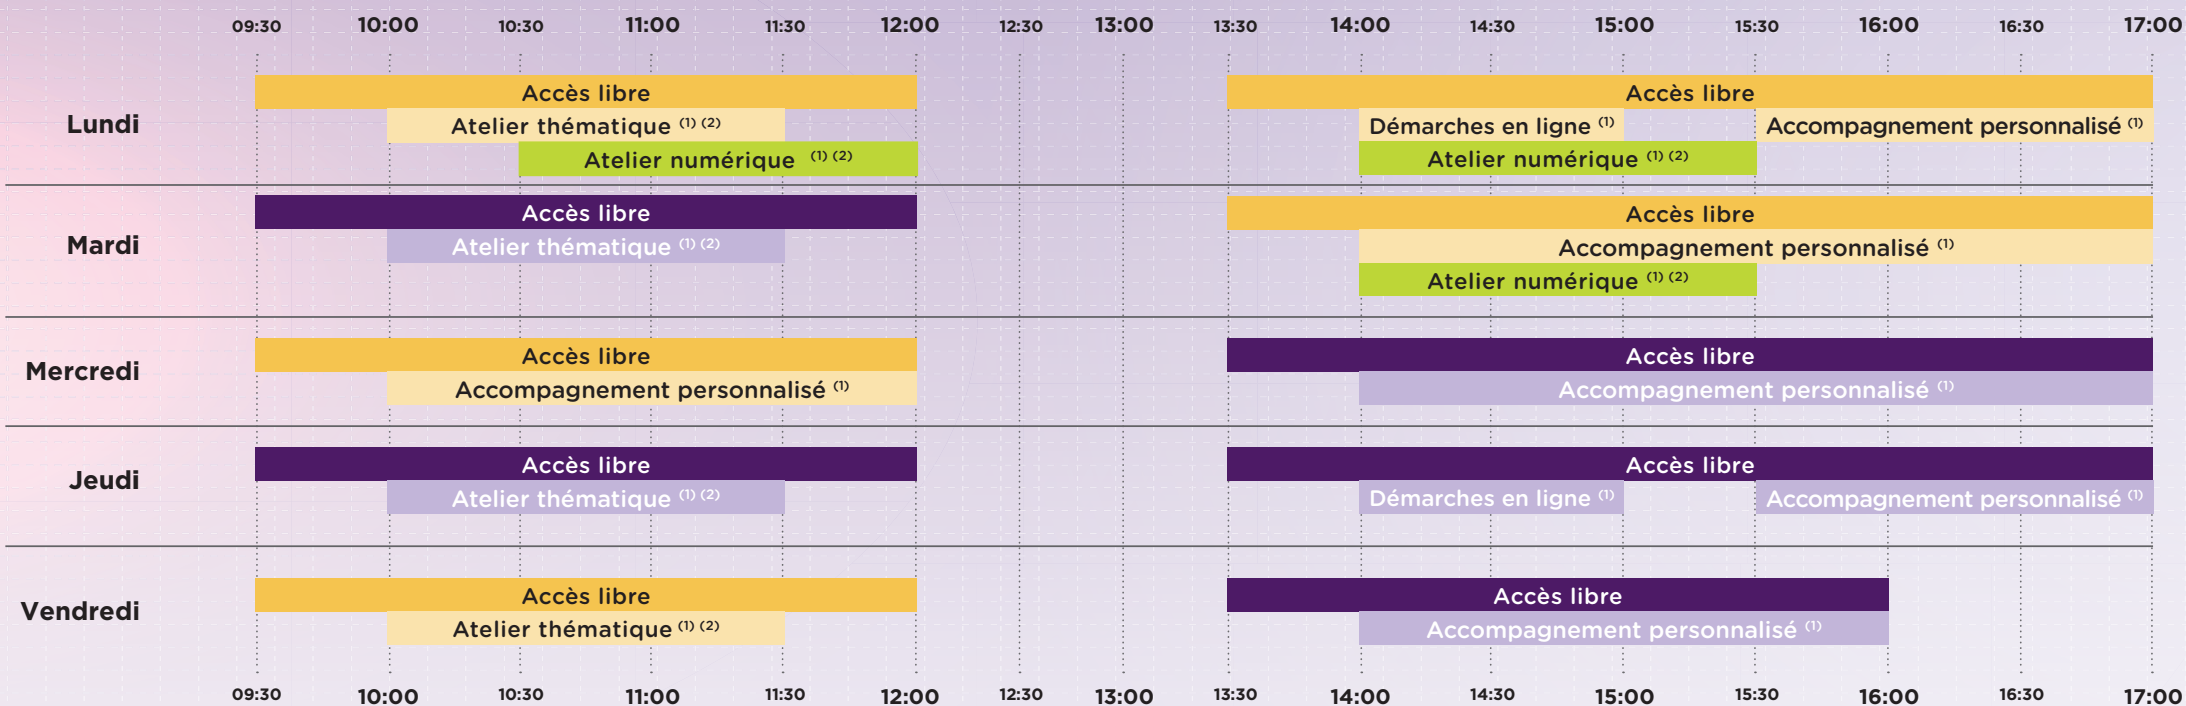 09:30 10:00 10:30 11:00 11:30 12:00 12:30 13:00 13:30 14:00 14:30 15:00 15:30 16:00 16:30 17:00
Lundi
Accès libre
Atelier thématique (1) (2)
Atelier numérique (1) (2)
Accès libre
Démarches en ligne (1)
Accompagnement personnalisé (1)
Atelier numérique (1) (2)
Mardi
Accès libre
Atelier thématique (1) (2)
Accès libre
Accompagnement personnalisé (1)
Atelier numérique (1) (2)
Mercredi
Accès libre
Accompagnement personnalisé (1)
Accès libre
Accompagnement personnalisé (1)
Jeudi
Accès libre
Atelier thématique (1) (2)
Accès libre
Démarches en ligne (1)
Accompagnement personnalisé (1)
Vendredi
Accès libre
Atelier thématique (1) (2)
Accès libre
Accompagnement personnalisé (1)
09:30 10:00 10:30 11:00 11:30 12:00 12:30 13:00 13:30 14:00 14:30 15:00 15:30 16:00 16:30 17:00